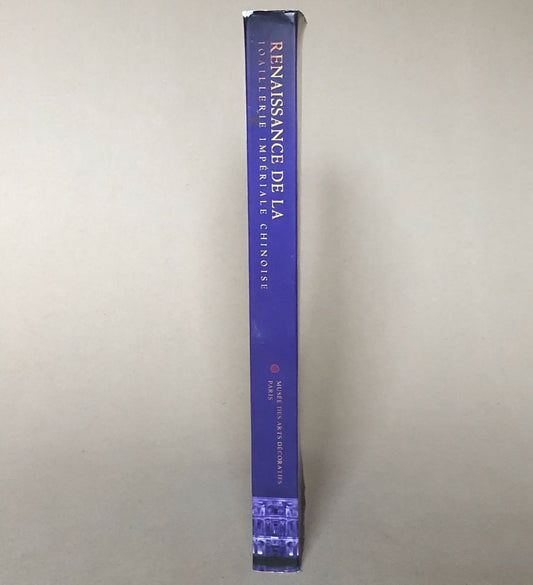 RENAISSANCE DE LA
JOAILLERIE IMPÉRIALE CHINOISE
MUSÉE DES ARTS DÉCORATIFS
PARIS